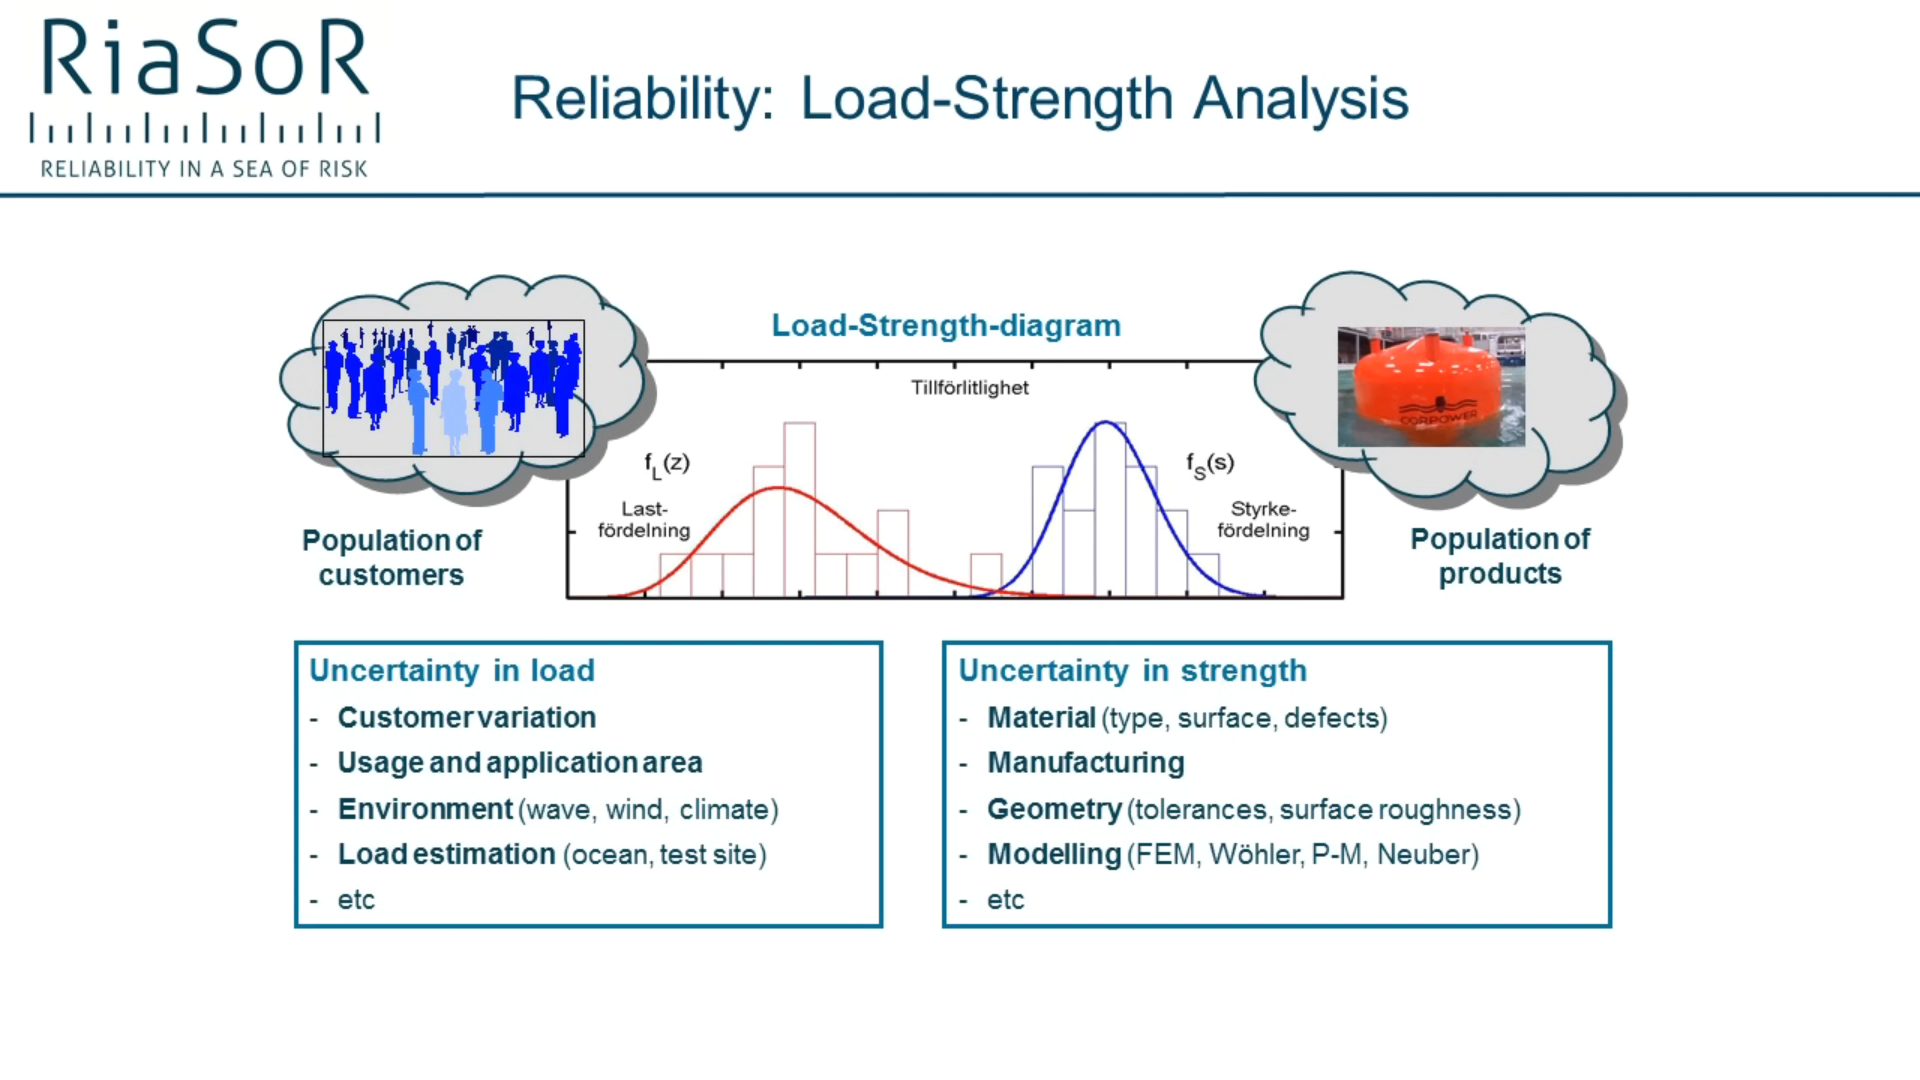 RiaSoR
RELIABILITY IN A SEA OF RISK
Reliability: Load-Strength Analysis
Load-Strength-diagram
Tillförlitlighet
fL(z)
Last-
fördelning
fS(s)
Styrke-
fördelning
CORPOWER
Population of
customers
Population of
products
Uncertainty in load
- Customer variation
- Usage and application area
- Environment (wave, wind, climate)
- Load estimation (ocean, test site)
- etc
Uncertainty in strength
- Material (type, surface, defects)
- Manufacturing
- Geometry (tolerances, surface roughness)
- Modelling (FEM, Wöhler, P-M, Neuber)
- etc